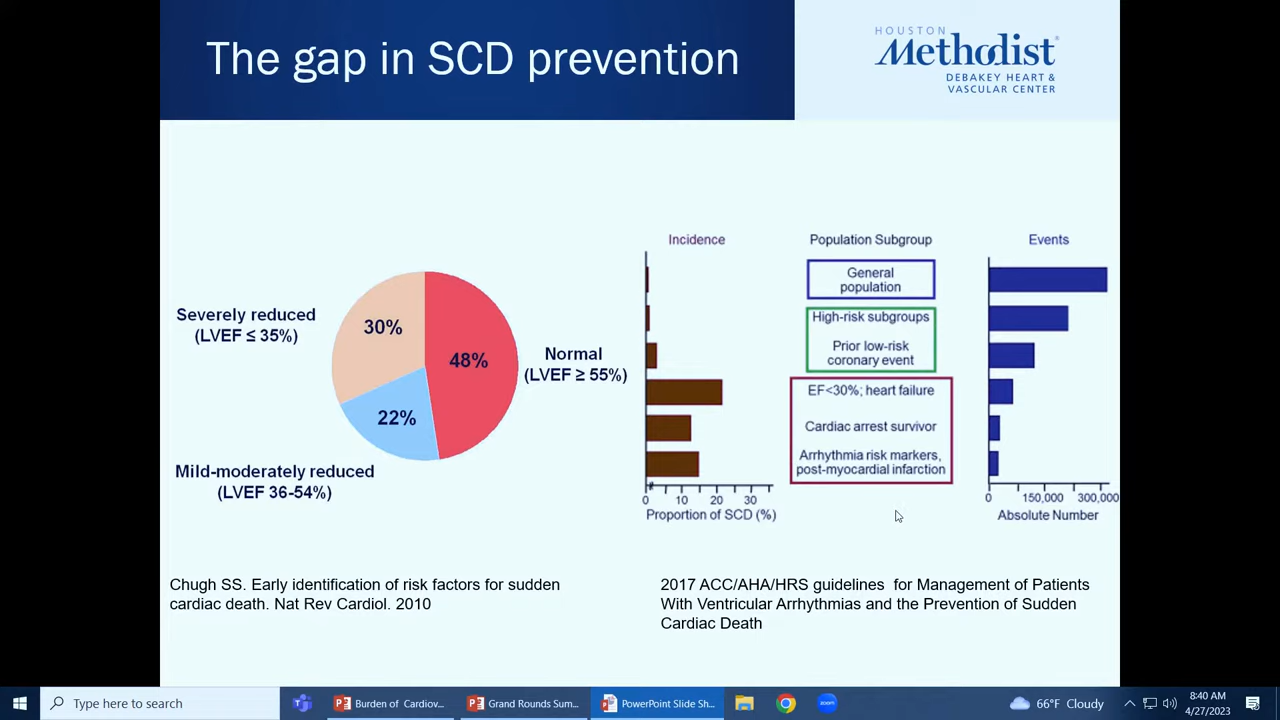 The gap in SCD prevention
HOUSTON
Methodist®
DEBAKEY HEART &
VASCULAR CENTER
Severely reduced
(LVEF ≤ 35%)
30%
48%
22%
Normal
(LVEF ≥ 55%)
Mild-moderately reduced
(LVEF 36-54%)
Incidence
Population Subgroup
Events
General
population
High-risk subgroups
Prior low-risk
coronary event
EF<30%; heart failure
Cardiac arrest survivor
Arrhythmia risk markers,
post-myocardial infarction
0 10 20 30
Proportion of SCD (%)
0 150,000 300,000
Absolute Number
Chugh SS. Early identification of risk factors for sudden
cardiac death. Nat Rev Cardiol. 2010
2017 ACC/AHA/HRS guidelines for Management of Patients
With Ventricular Arrhythmias and the Prevention of Sudden
Cardiac Death
Type here to search
Burden of Cardiov...
Grand Rounds Sum...
PowerPoint Slide Sh...
zoom
66°F Cloudy
8:40 AM
4/27/2023